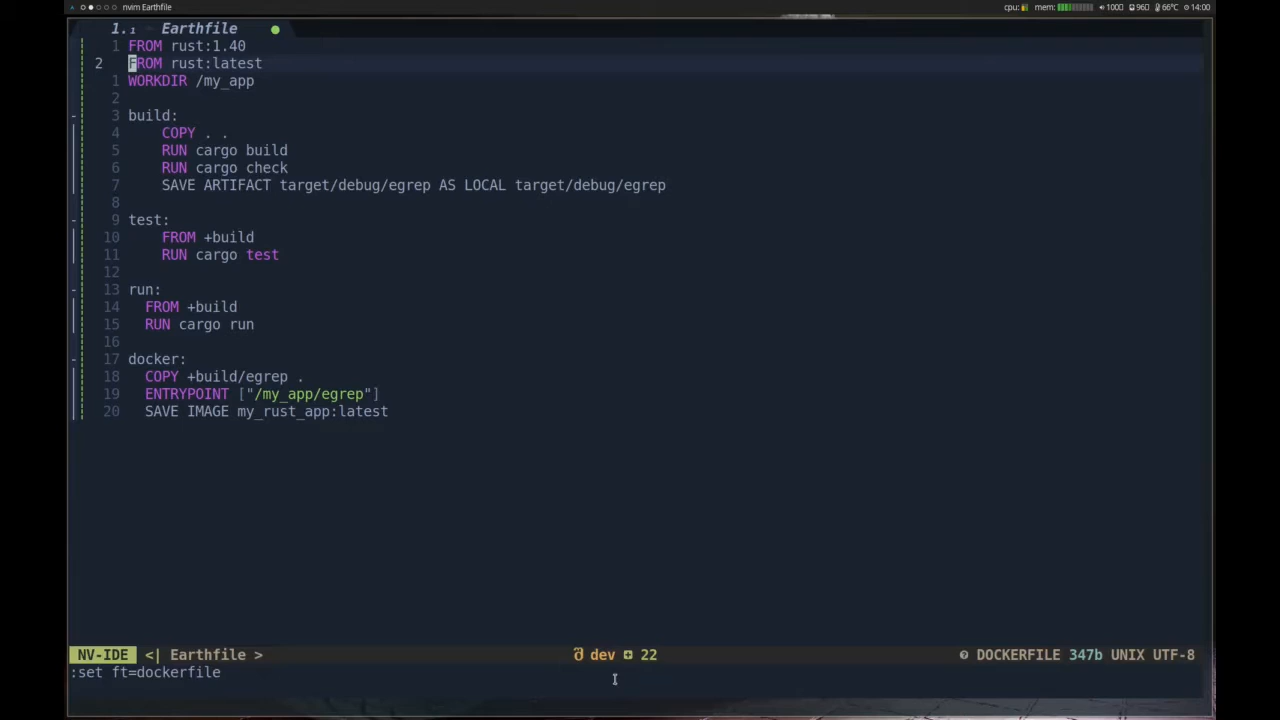 nvim Earthfile cpu: mem: 100 96 66℃ 14:00
1.₁ Earthfile
1 FROM rust:1.40
2 FROM rust:latest
1 WORKDIR /my_app
2
3 build:
4 COPY . .
5 RUN cargo build
6 RUN cargo check
7 SAVE ARTIFACT target/debug/egrep AS LOCAL target/debug/egrep
8
9 test:
10 FROM +build
11 RUN cargo test
12
13 run:
14 FROM +build
15 RUN cargo run
16
17 docker:
18 COPY +build/egrep .
19 ENTRYPOINT ["/my_app/egrep"]
20 SAVE IMAGE my_rust_app:latest
NV-IDE <| Earthfile > dev 22 DOCKERFILE 347b UNIX UTF-8
:set ft=dockerfile